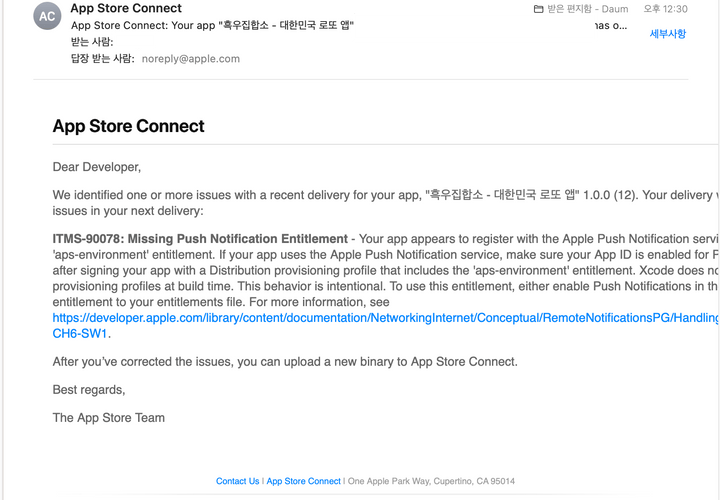 AC
App Store Connect
받은 편지함 - Daum
오후 12:30
App Store Connect: Your app "흑우집합소 - 대한민국 로또 앱"
has o...
세부사항
받는 사람:
답장 받는 사람: noreply@apple.com
App Store Connect
Dear Developer,
We identified one or more issues with a recent delivery for your app, "흑우집합소 - 대한민국 로또 앱" 1.0.0 (12). Your delivery
issues in your next delivery:
ITMS-90078: Missing Push Notification Entitlement - Your app appears to register with the Apple Push Notification servi
'aps-environment' entitlement. If your app uses the Apple Push Notification service, make sure your App ID is enabled for P
after signing your app with a Distribution provisioning profile that includes the 'aps-environment' entitlement. Xcode does no
provisioning profiles at build time. This behavior is intentional. To use this entitlement, either enable Push Notifications in th
entitlement to your entitlements file. For more information, see
https://developer.apple.com/library/content/documentation/NetworkingInternet/Conceptual/RemoteNotificationsPG/Handling
CH6-SW1.
After you've corrected the issues, you can upload a new binary to App Store Connect.
Best regards,
The App Store Team
Contact Us | App Store Connect | One Apple Park Way, Cupertino, CA 95014